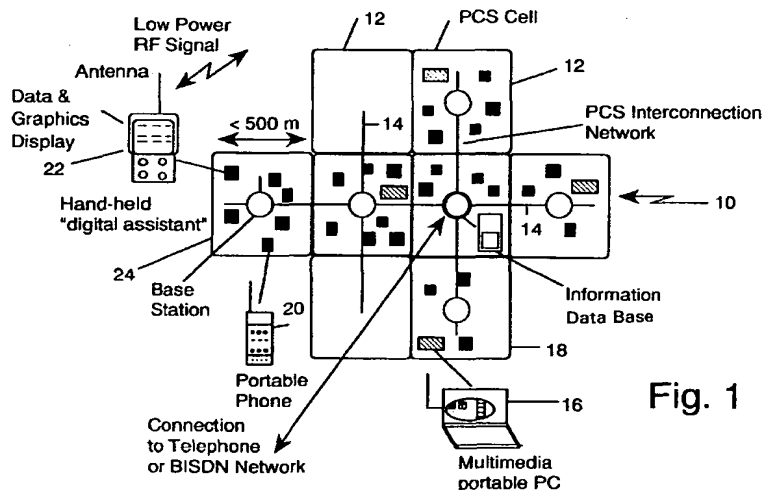 Low Power
RF Signal
12
PCS Cell
Antenna
12
Data &
Graphics
Display
< 500 m
14
PCS Interconnection
Network
22
Hand-held
"digital assistant"
14
10
24
Base
Station
20
Information
Data Base
18
Portable
Phone
16
Fig. 1
Connection
to Telephone
or BISDN Network
Multimedia
portable PC